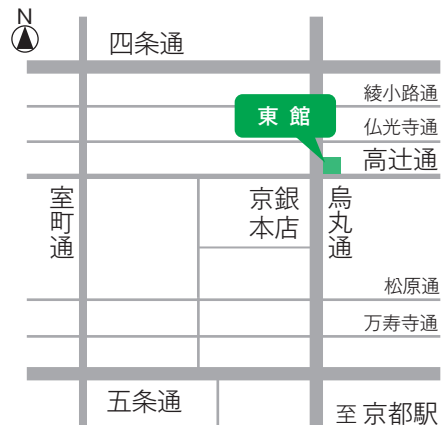 N
四条通
綾小路通
東館
仏光寺通
高辻通
室町通
京銀
本店
烏丸通
松原通
万寿寺通
五条通
至 京都駅